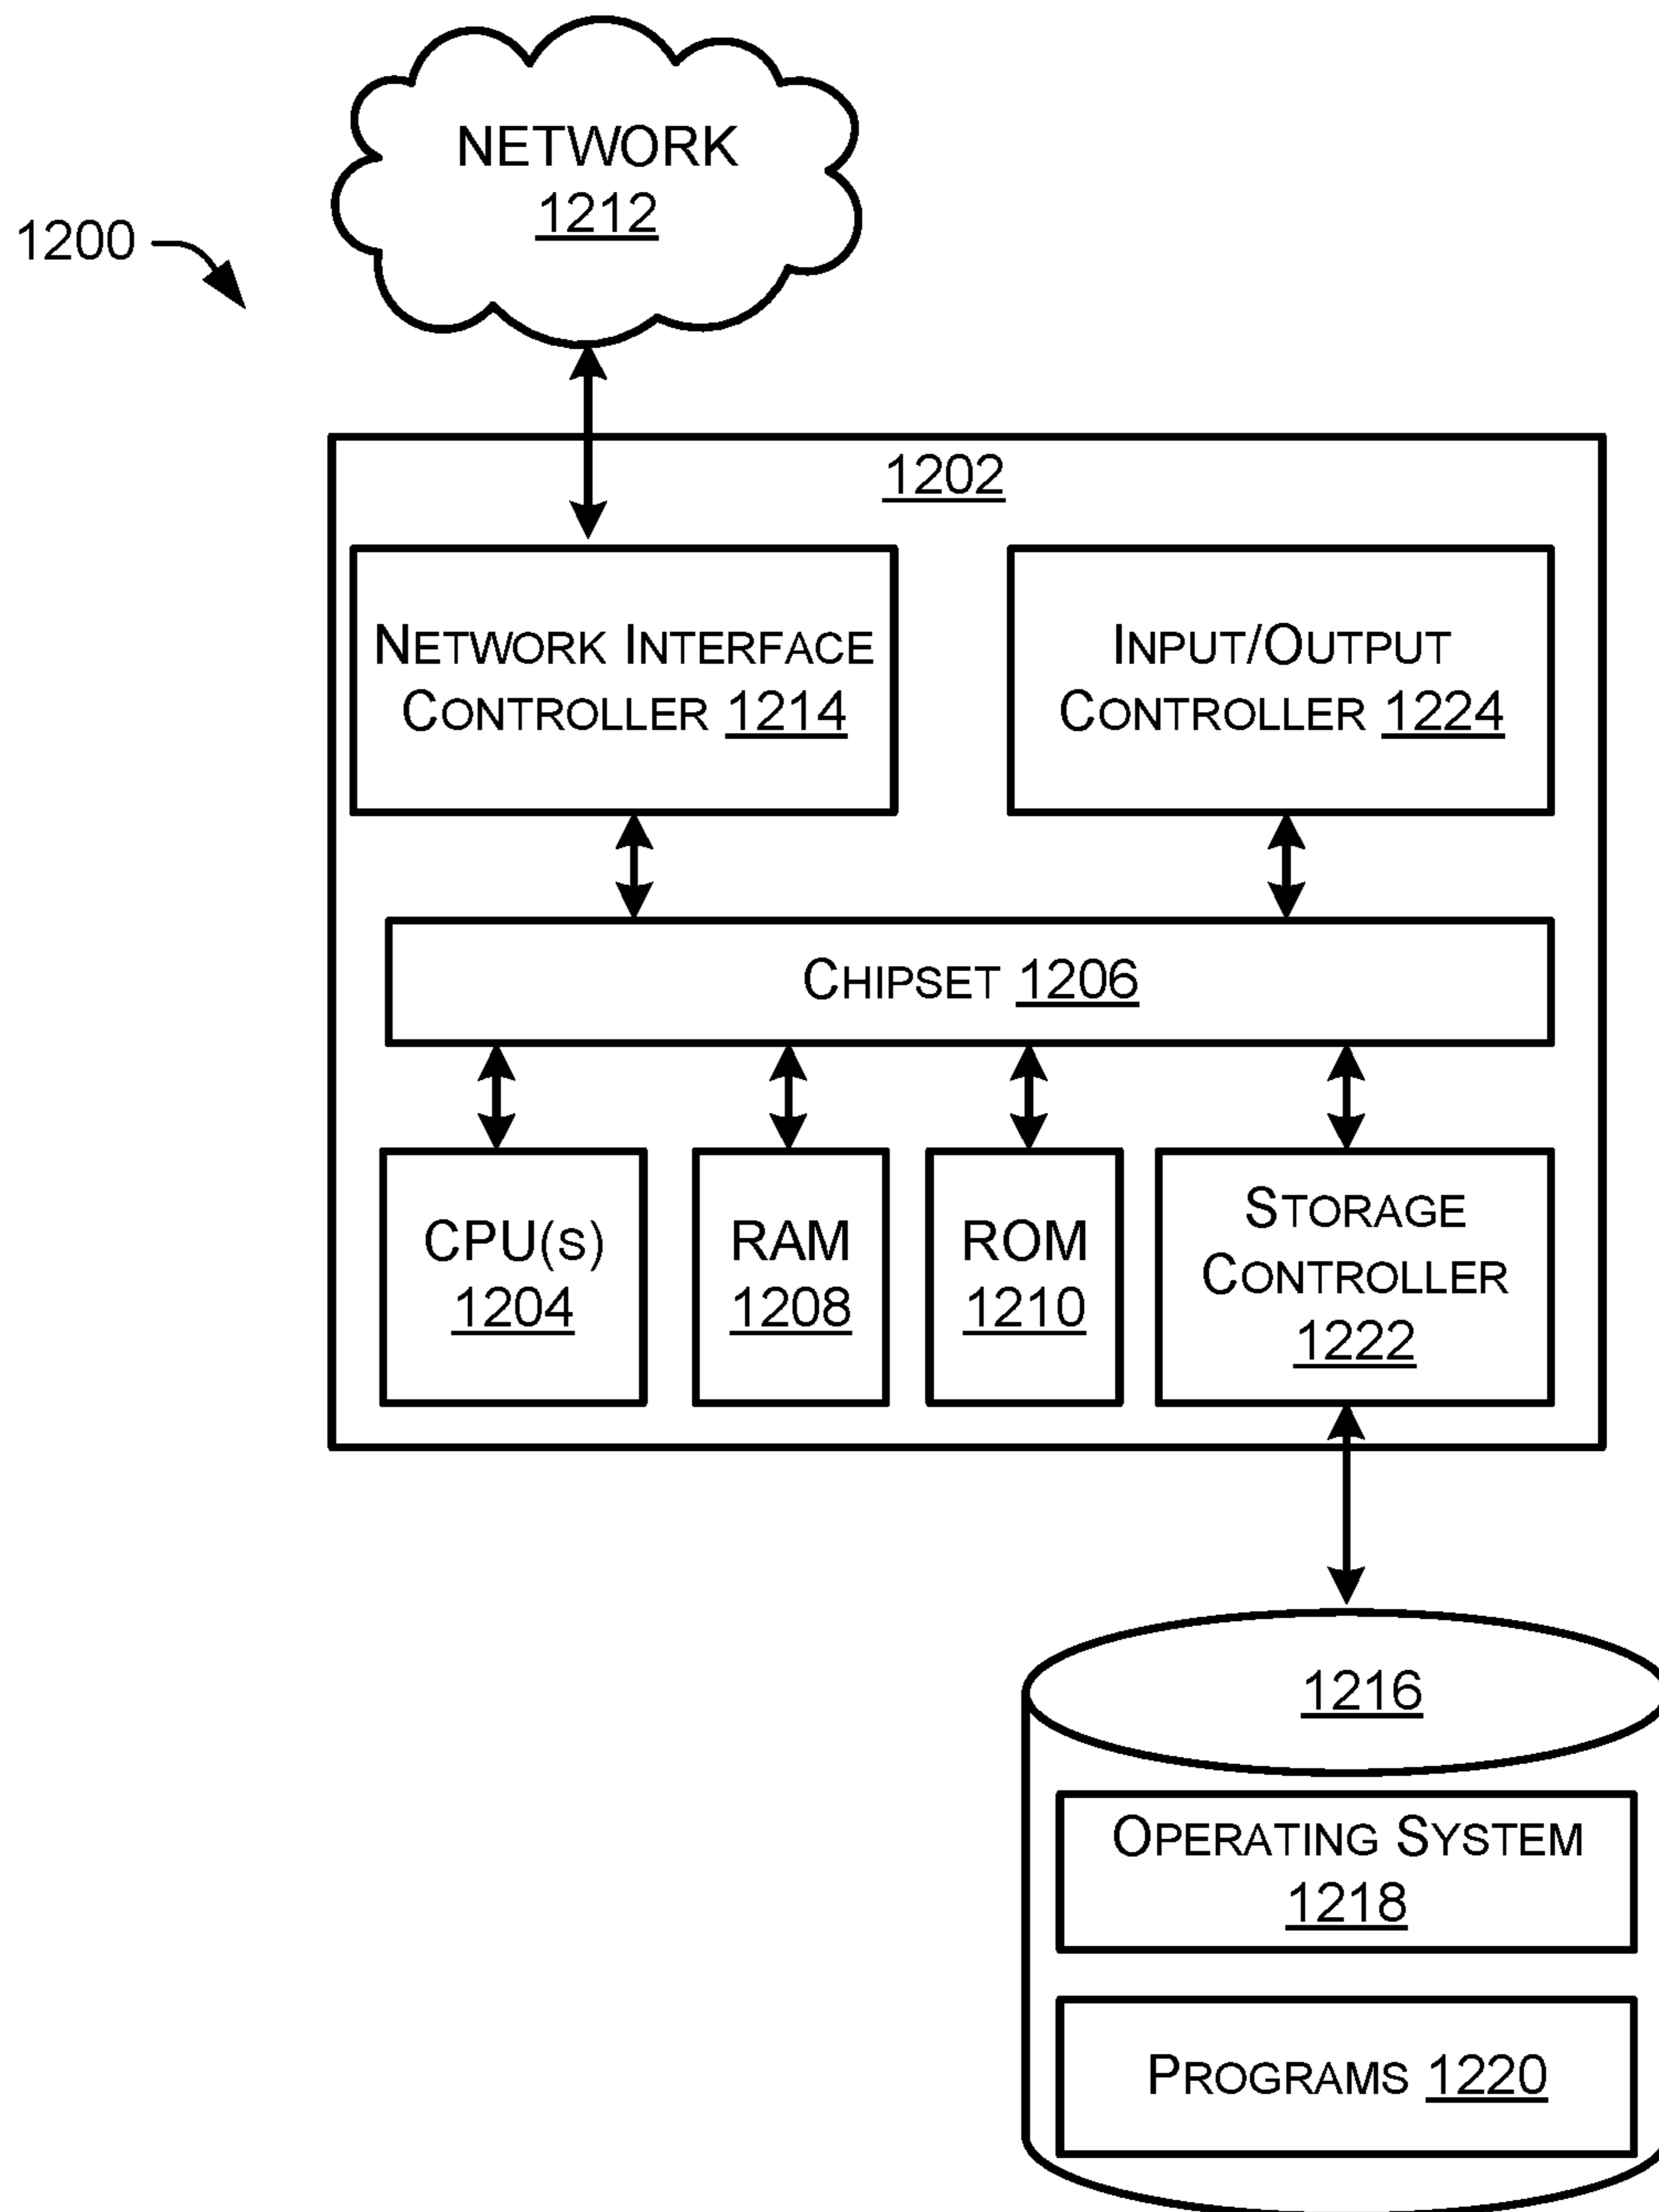 NETWORK
1212
1200
1202
NETWORK INTERFACE
CONTROLLER 1214
INPUT/OUTPUT
CONTROLLER 1224
CHIPSET 1206
CPU(S)
1204
RAM
1208
ROM
1210
STORAGE
CONTROLLER
1222
1216
OPERATING SYSTEM
1218
PROGRAMS 1220